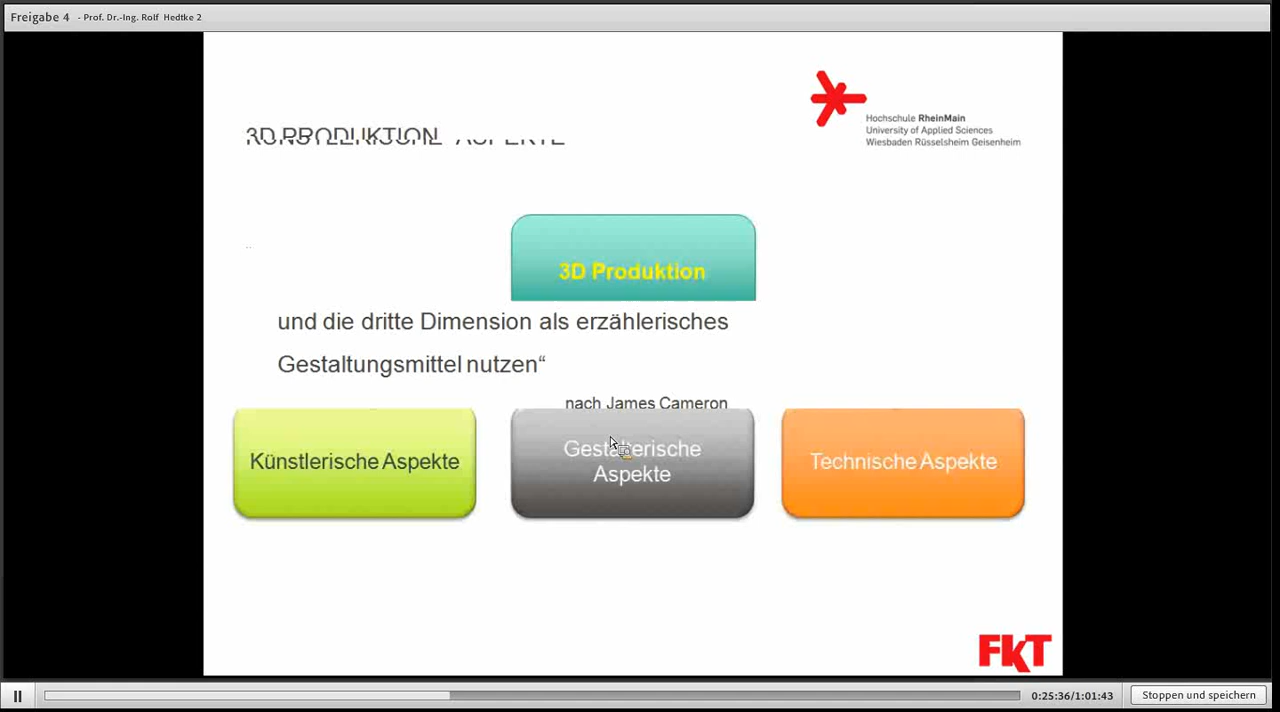 Freigabe 4 - Prof. Dr.-Ing. Rolf Hedtke 2
Hochschule RheinMain
University of Applied Sciences
Wiesbaden Rüsselsheim Geisenheim
3D PRODUKTION ASPEKTE
3D Produktion
und die dritte Dimension als erzählerisches
Gestaltungsmittel nutzen“
nach James Cameron
Künstlerische Aspekte
Gestalterische
Aspekte
Technische Aspekte
FKT
0:25:36/1:01:43
Stoppen und speichern